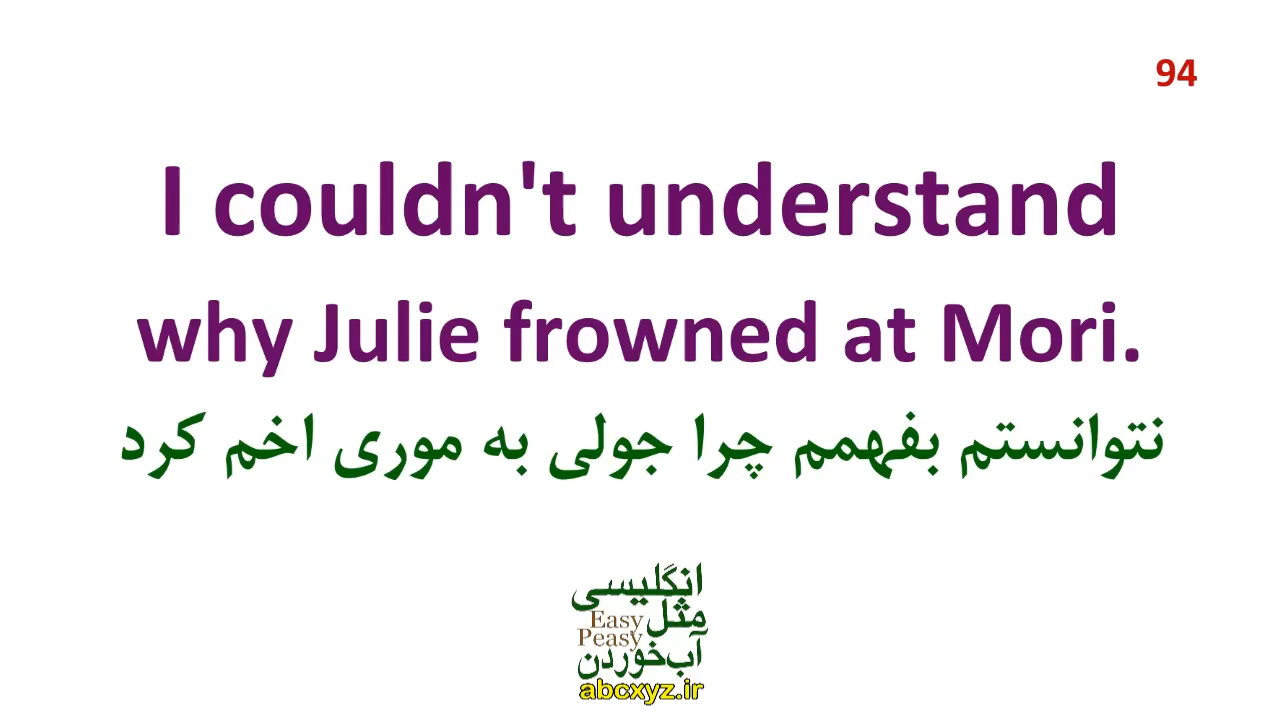 94
I couldn't understand
why Julie frowned at Mori.
نتوانستم بفهمم چرا جولی به موری اخم کرد
انگلیسی
مثل
Easy
Peasy
آب‌خوردن
abcxyz.ir